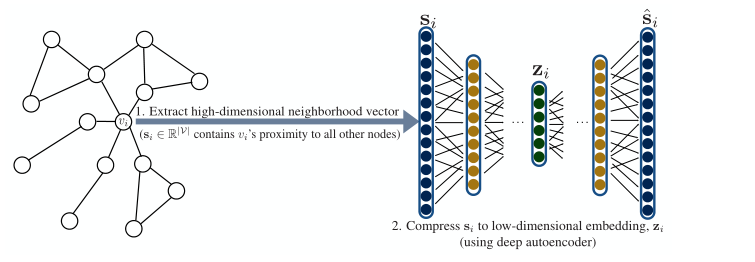 s_i
ŝ_i
z_i
v_i
1. Extract high-dimensional neighborhood vector
(s_i ∈ ℝ^|𝒱| contains v_i's proximity to all other nodes)
... ...
2. Compress s_i to low-dimensional embedding, z_i
(using deep autoencoder)